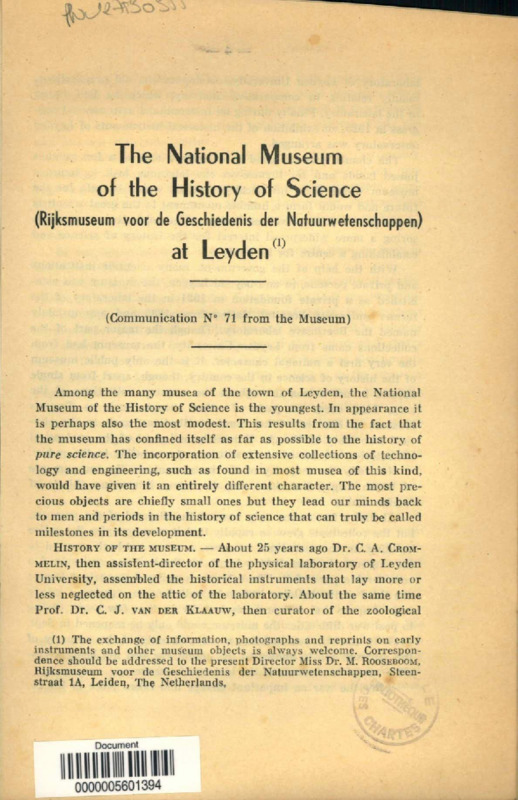 The National Museum
of the History of Science
(Rijksmuseum voor de Geschiedenis der Natuurwetenschappen)
at Leyden (1)
(Communication N° 71 from the Museum)
Among the many musea of the town of Leyden, the National
Museum of the History of Science is the youngest. In appearance it
is perhaps also the most modest. This results from the fact that
the museum has confined itself as far as possible to the history of
pure science. The incorporation of extensive collections of techno-
logy and engineering, such as found in most musea of this kind,
would have given it an entirely different character. The most pre-
cious objects are chiefly small ones but they lead our minds back
to men and periods in the history of science that can truly be called
milestones in its development.
HISTORY OF THE MUSEUM. — About 25 years ago Dr. C. A. CROM-
MELIN, then assistent-director of the physical laboratory of Leyden
University, assembled the historical instruments that lay more or
less neglected on the attic of the laboratory. About the same time
Prof. Dr. C. J. VAN DER KLAAUW, then curator of the zoological
(1) The exchange of information, photographs and reprints on early
instruments and other museum objects is always welcome. Correspon-
dence should be addressed to the present Director Miss Dr. M. ROOSEBOOM,
Rijksmuseum voor de Geschiedenis der Natuurwetenschappen, Steen-
straat 1A, Leiden, The Netherlands.
CHARTES
Document
0000005601394